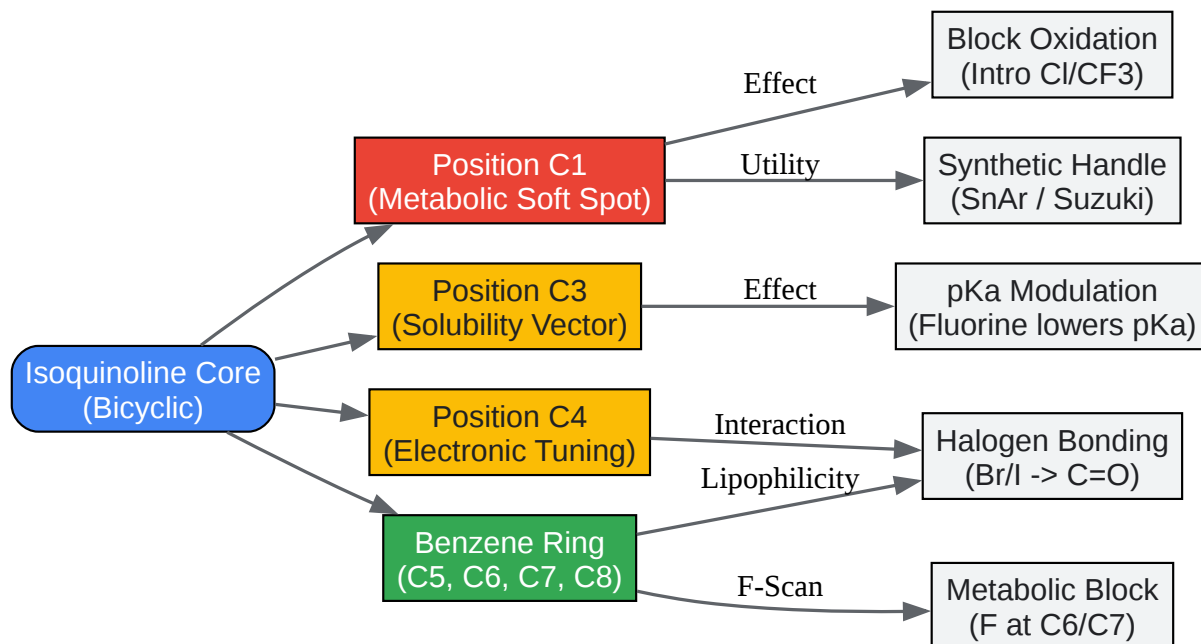 Isoquinoline Core
(Bicyclic)
Position C1
(Metabolic Soft Spot)
Position C3
(Solubility Vector)
Position C4
(Electronic Tuning)
Benzene Ring
(C5, C6, C7, C8)
Effect
Utility
Effect
Interaction
Lipophilicity
F-Scan
Block Oxidation
(Intro Cl/CF3)
Synthetic Handle
(SnAr / Suzuki)
pKa Modulation
(Fluorine lowers pKa)
Halogen Bonding
(Br/I -> C=O)
Metabolic Block
(F at C6/C7)